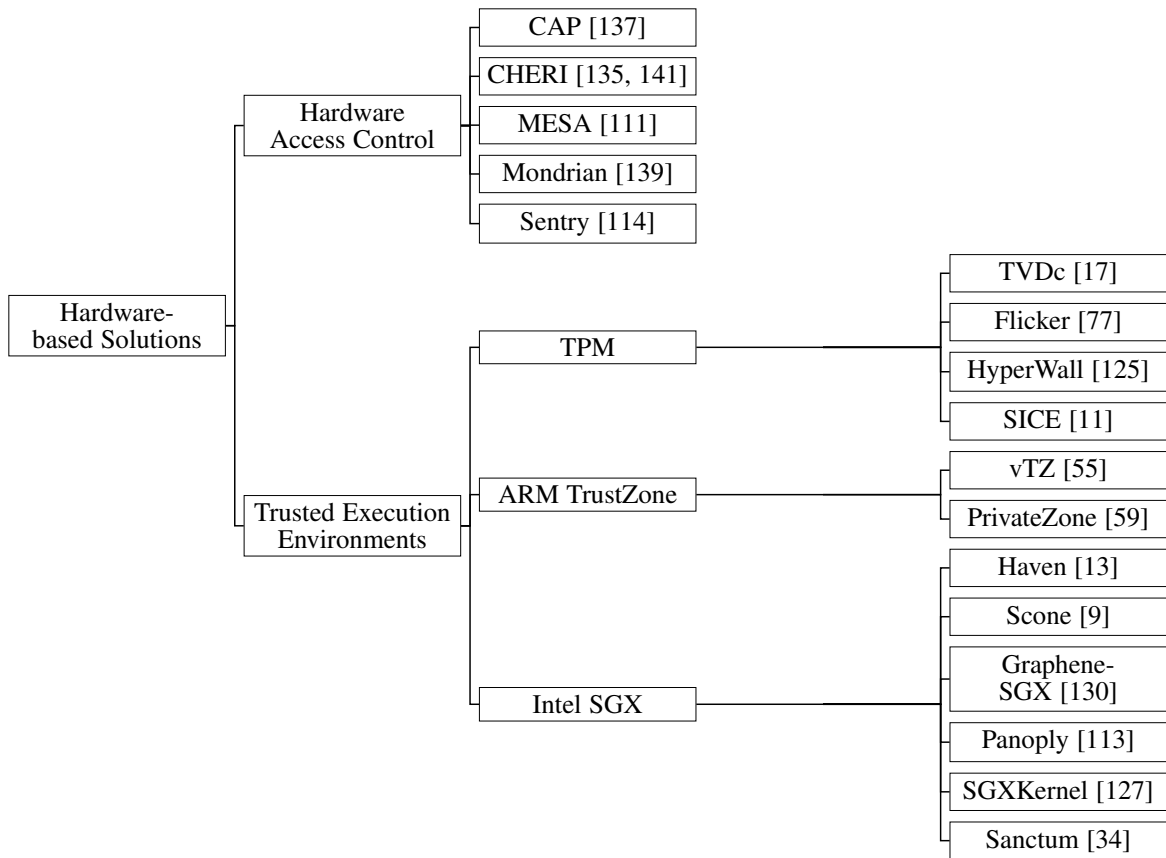 CAP [137]
CHERI [135, 141]
Hardware
Access Control
MESA [111]
Mondrian [139]
Sentry [114]
Hardware-
based Solutions
TVDc [17]
Flicker [77]
TPM
HyperWall [125]
SICE [11]
Trusted Execution
Environments
ARM TrustZone
vTZ [55]
PrivateZone [59]
Haven [13]
Scone [9]
Graphene-
SGX [130]
Intel SGX
Panoply [113]
SGXKernel [127]
Sanctum [34]